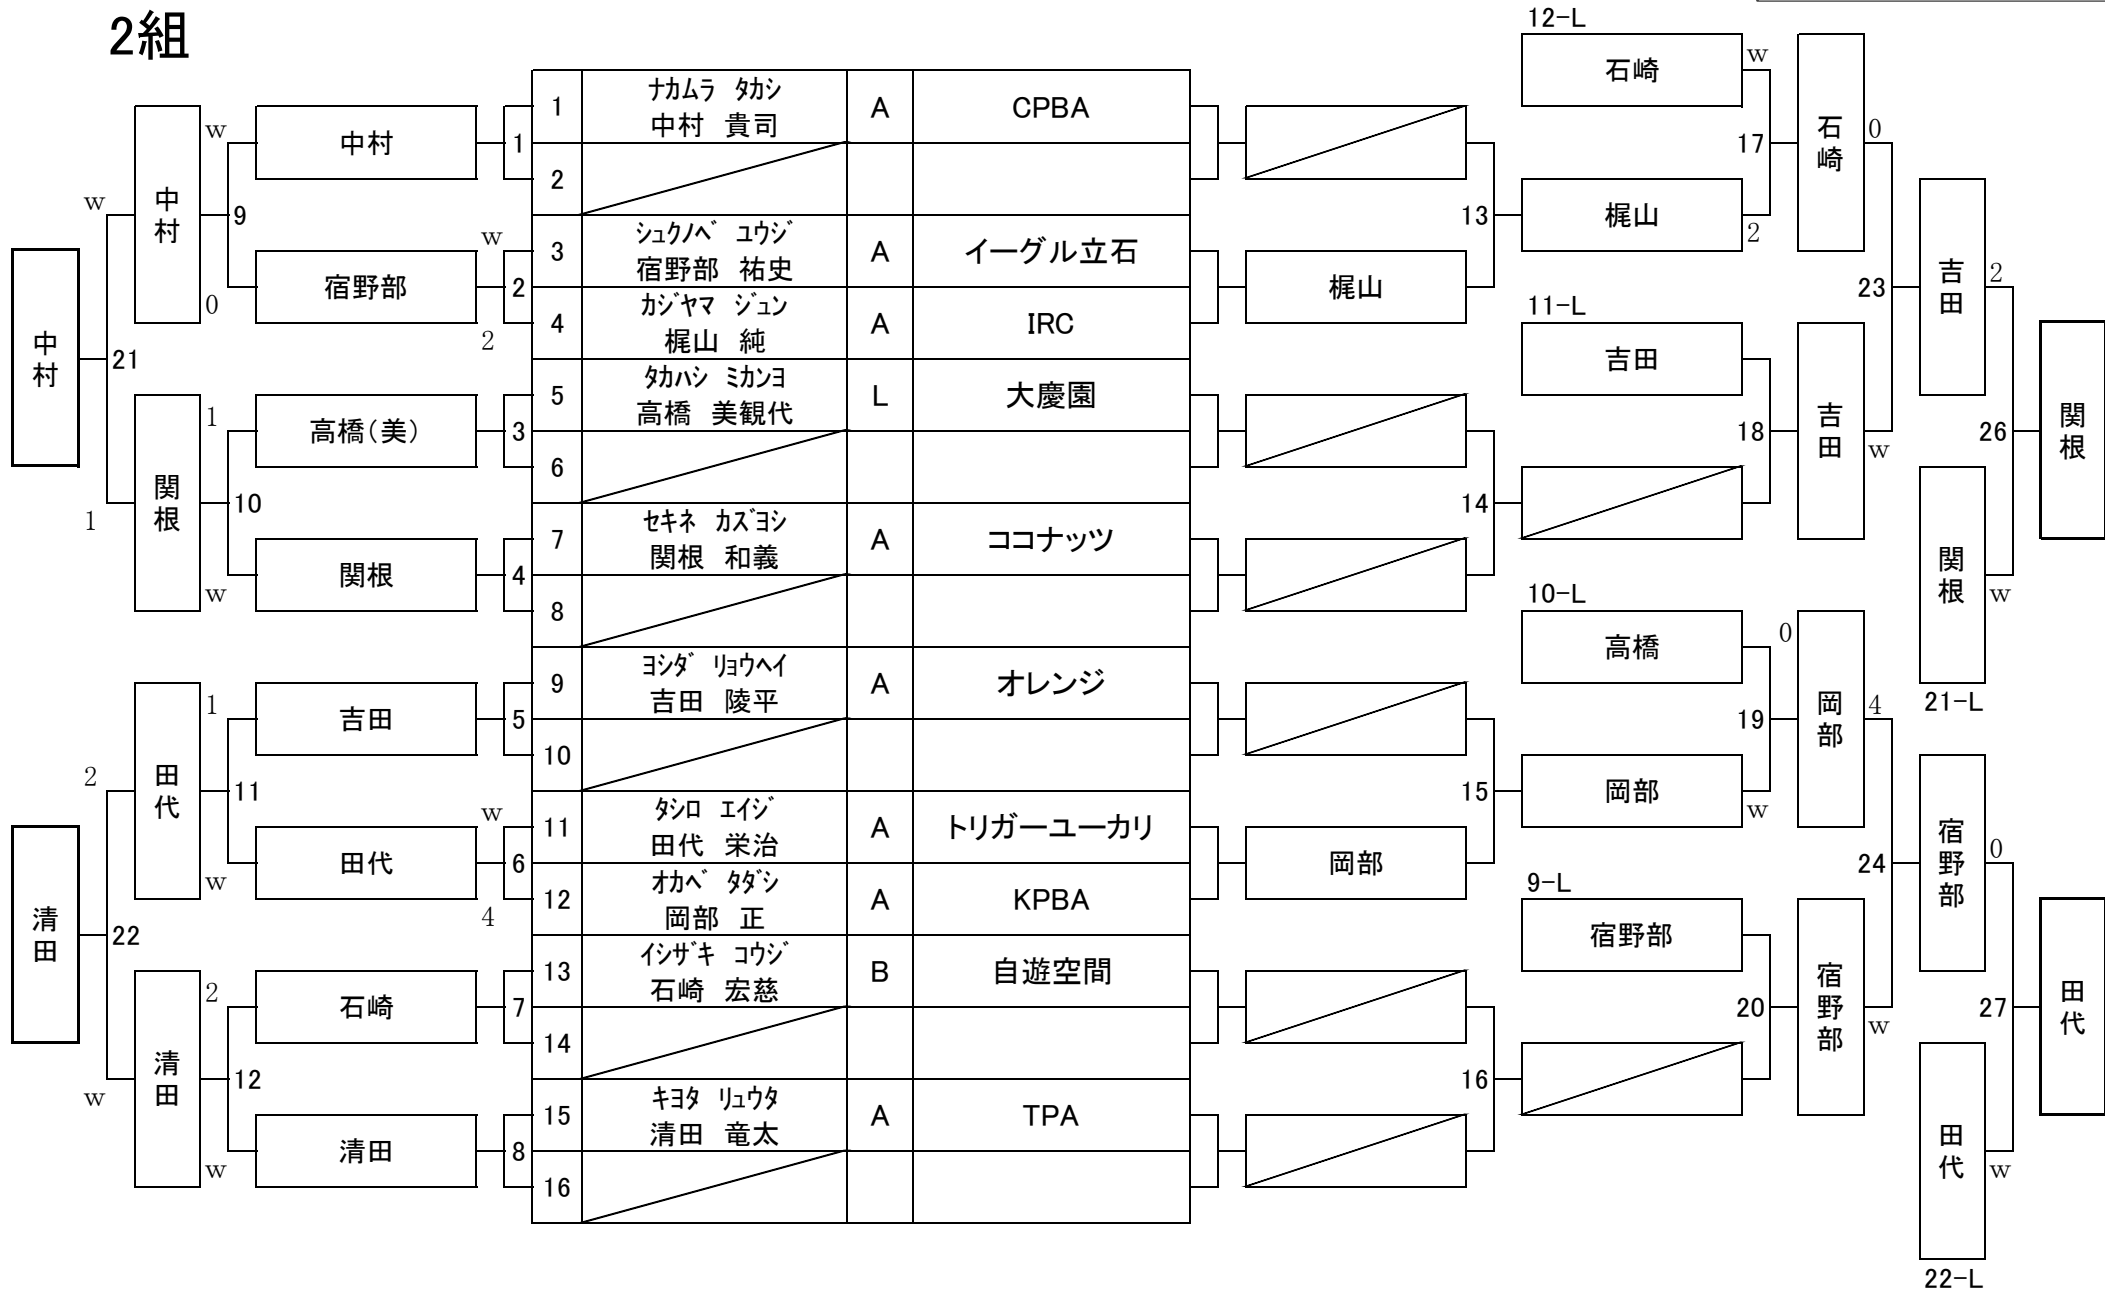 2組
中村
清田
21
22
w
1
2
w
中村
関根
田代
清田
9
10
11
12
w
0
1
w
1
w
2
w
中村
宿野部
高橋(美)
関根
吉田
田代
石崎
清田
w
2
w
4
1
2
3
4
5
6
7
8
1 ナカムラ タカシ A CPBA
中村 貴司
2
3 シュクノベ ユウジ A イーグル立石
宿野部 祐史
4 カジヤマ ジュン A IRC
梶山 純
5 タカハシ ミカンヨ L 大慶園
高橋 美観代
6
7 セキネ カズヨシ A ココナッツ
関根 和義
8
9 ヨシダ リョウヘイ A オレンジ
吉田 陵平
10
11 タシロ エイジ A トリガーユーカリ
田代 栄治
12 オカベ タダシ A KPBA
岡部 正
13 イシザキ コウジ B 自遊空間
石崎 宏慈
14
15 キヨタ リュウタ A TPA
清田 竜太
16
梶山
岡部
13
14
15
16
12-L
石崎
w
17
梶山
2
11-L
吉田
18
10-L
高橋
0
19
岡部
w
9-L
宿野部
20
石崎
0
23
吉田
w
岡部
4
24
宿野部
w
吉田
2
26
関根
w
21-L
宿野部
0
27
田代
w
22-L
関根
田代